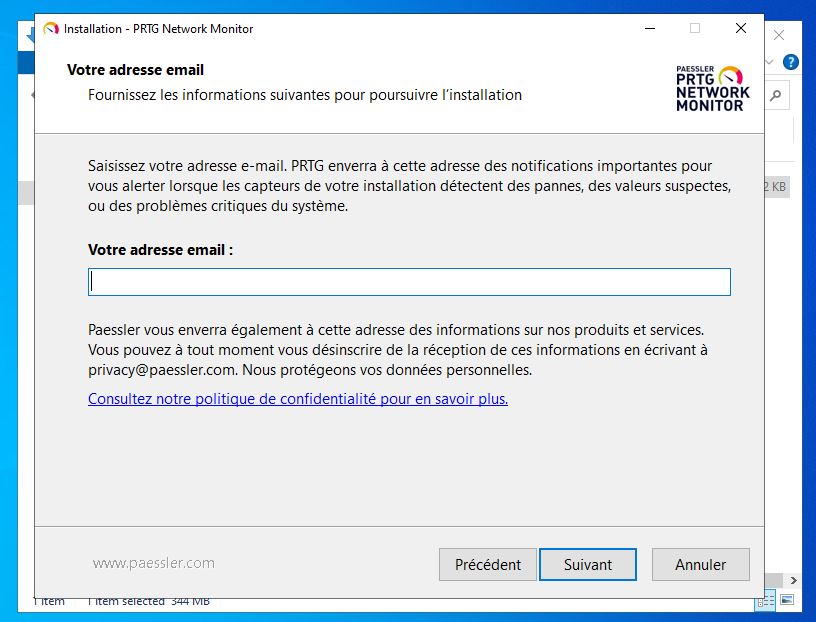 Installation - PRTG Network Monitor
Votre adresse email
Fournissez les informations suivantes pour poursuivre l'installation
PAESSLER
PRTG
NETWORK
MONITOR
?
Saisissez votre adresse e-mail. PRTG enverra à cette adresse des notifications importantes pour
vous alerter lorsque les capteurs de votre installation détectent des pannes, des valeurs suspectes,
ou des problèmes critiques du système.
2 KB
Votre adresse email :
Paessler vous enverra également à cette adresse des informations sur nos produits et services.
Vous pouvez à tout moment vous désinscrire de la réception de ces informations en écrivant à
privacy@paessler.com. Nous protégeons vos données personnelles.
Consultez notre politique de confidentialité pour en savoir plus.
www.paessler.com
Précédent
Suivant
Annuler
1 item
1 item selected 344 MB